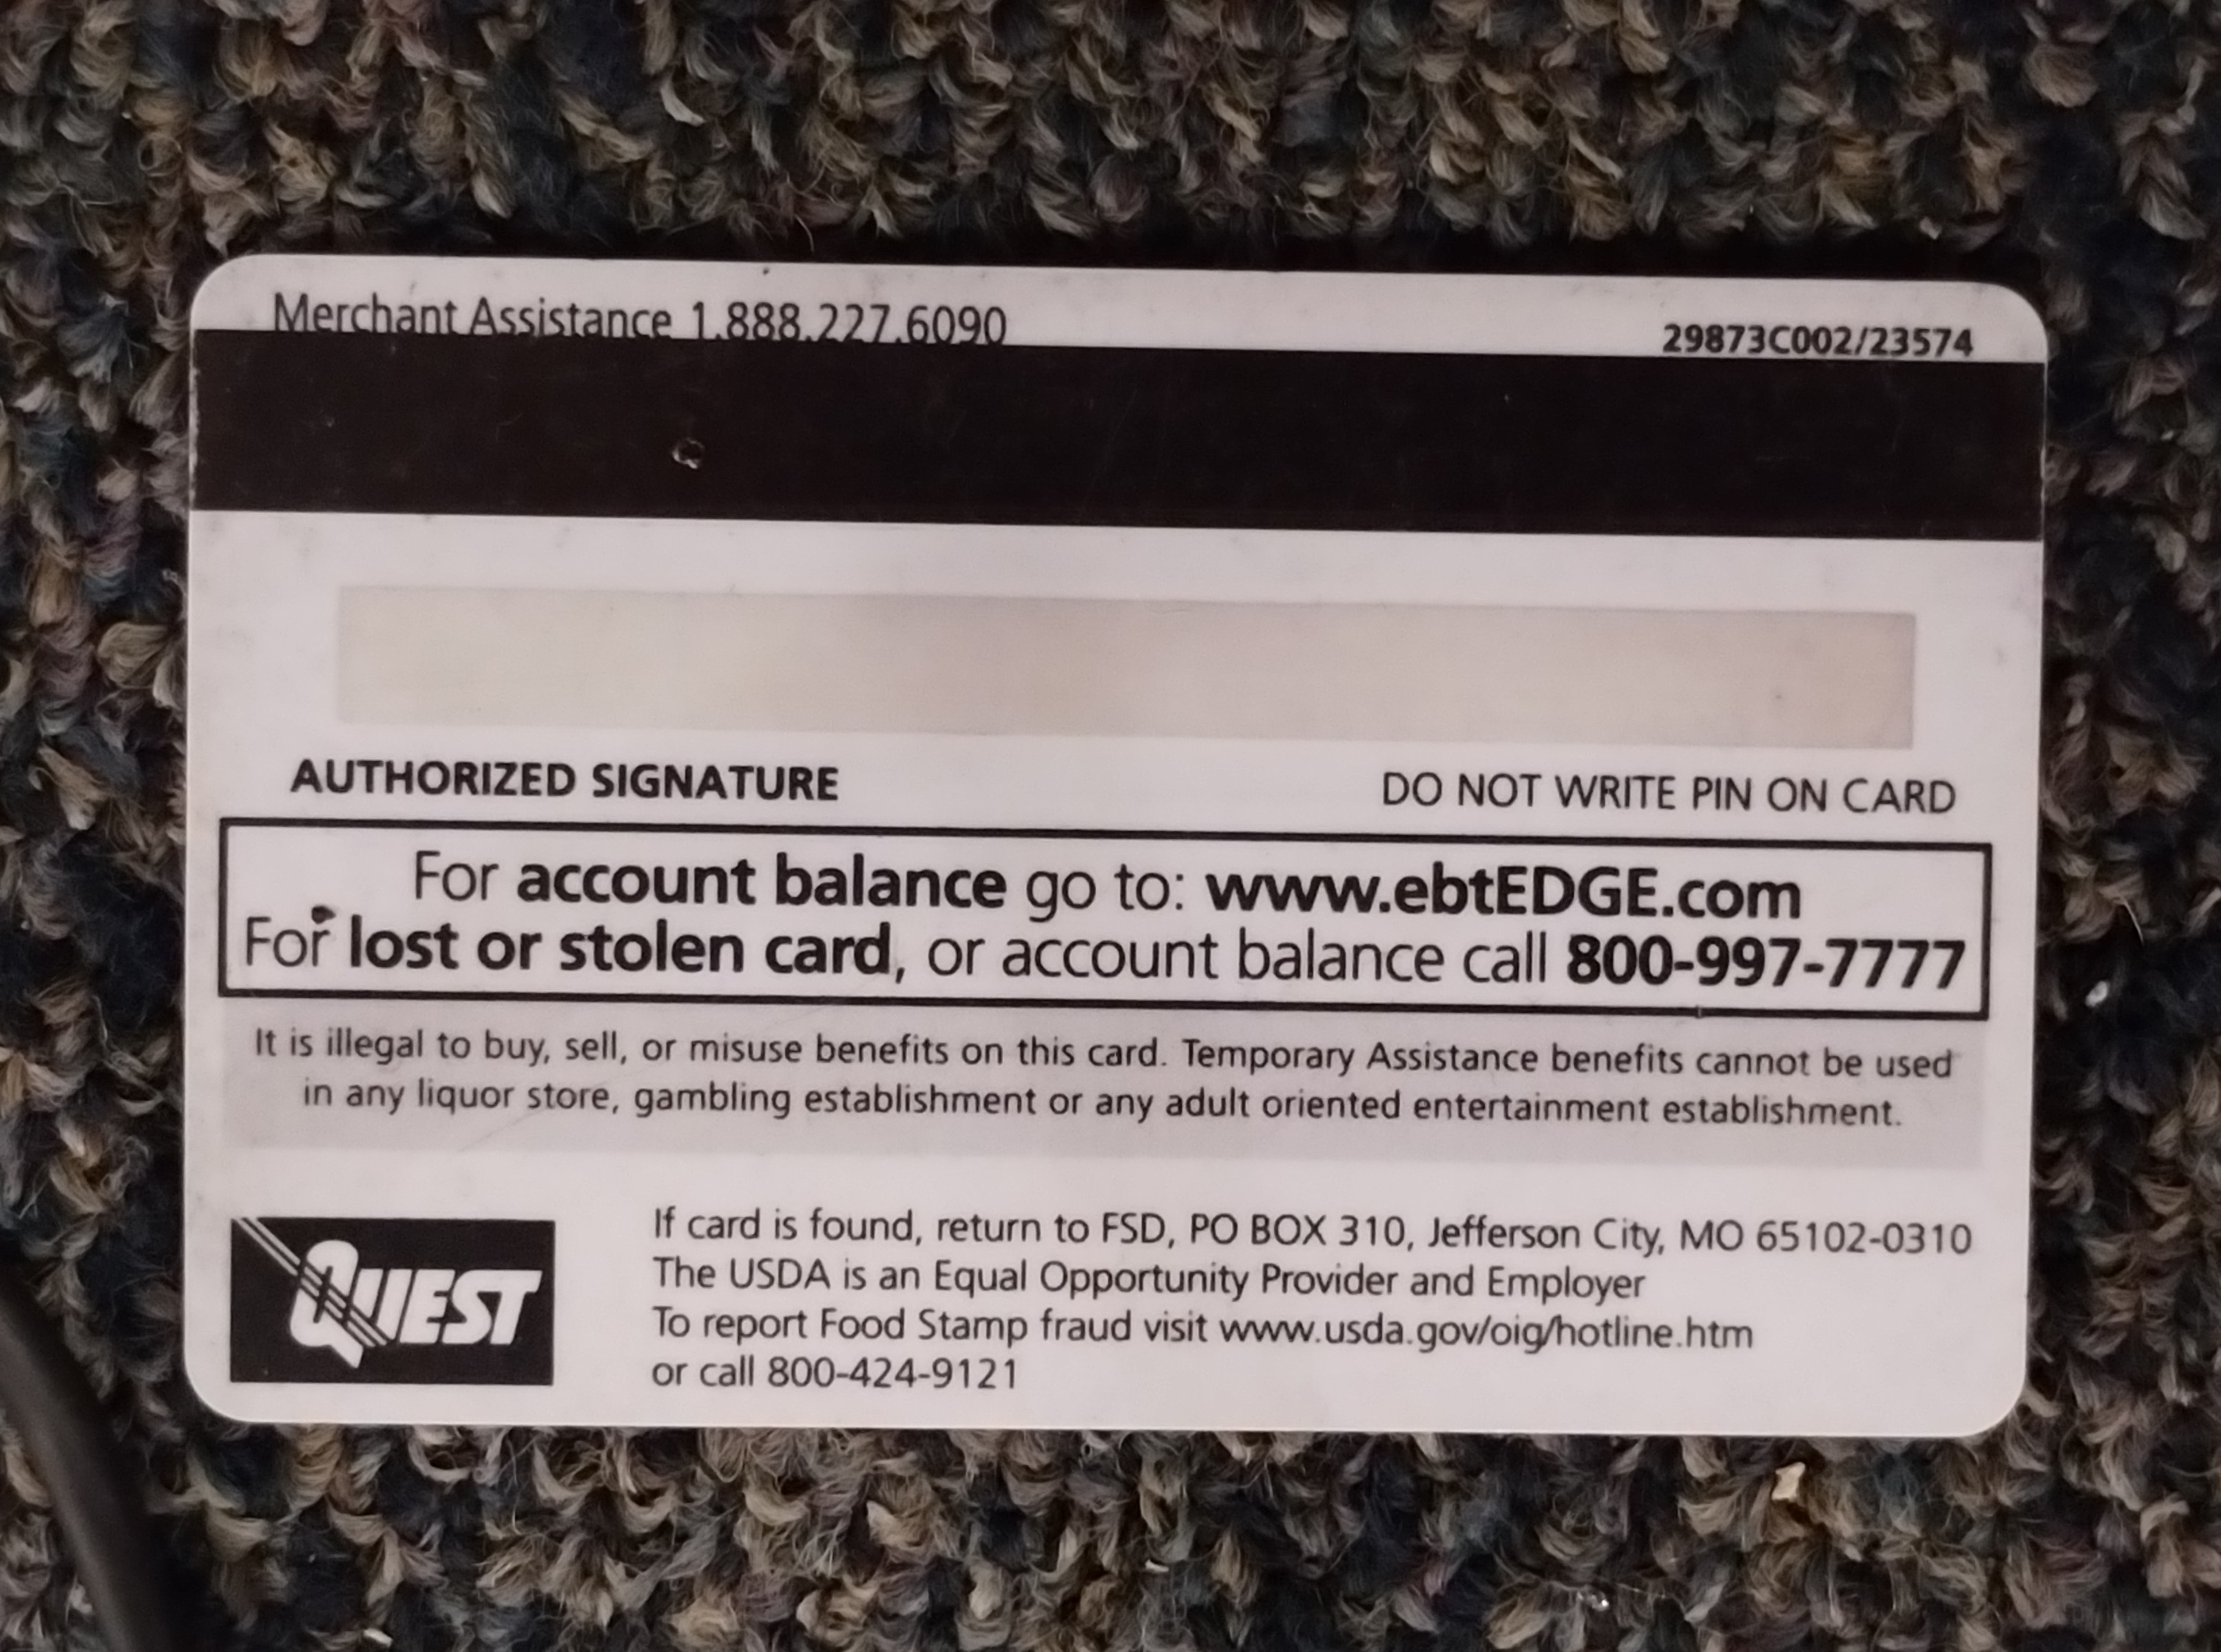 Merchant Assistance 1.888.227.6090
29873C002/23574
AUTHORIZED SIGNATURE
DO NOT WRITE PIN ON CARD
For account balance go to: www.ebtEDGE.com
For lost or stolen card, or account balance call 800-997-7777
It is illegal to buy, sell, or misuse benefits on this card. Temporary Assistance benefits cannot be used
in any liquor store, gambling establishment or any adult oriented entertainment establishment.
QUEST
If card is found, return to FSD, PO BOX 310, Jefferson City, MO 65102-0310
The USDA is an Equal Opportunity Provider and Employer
To report Food Stamp fraud visit www.usda.gov/oig/hotline.htm
or call 800-424-9121